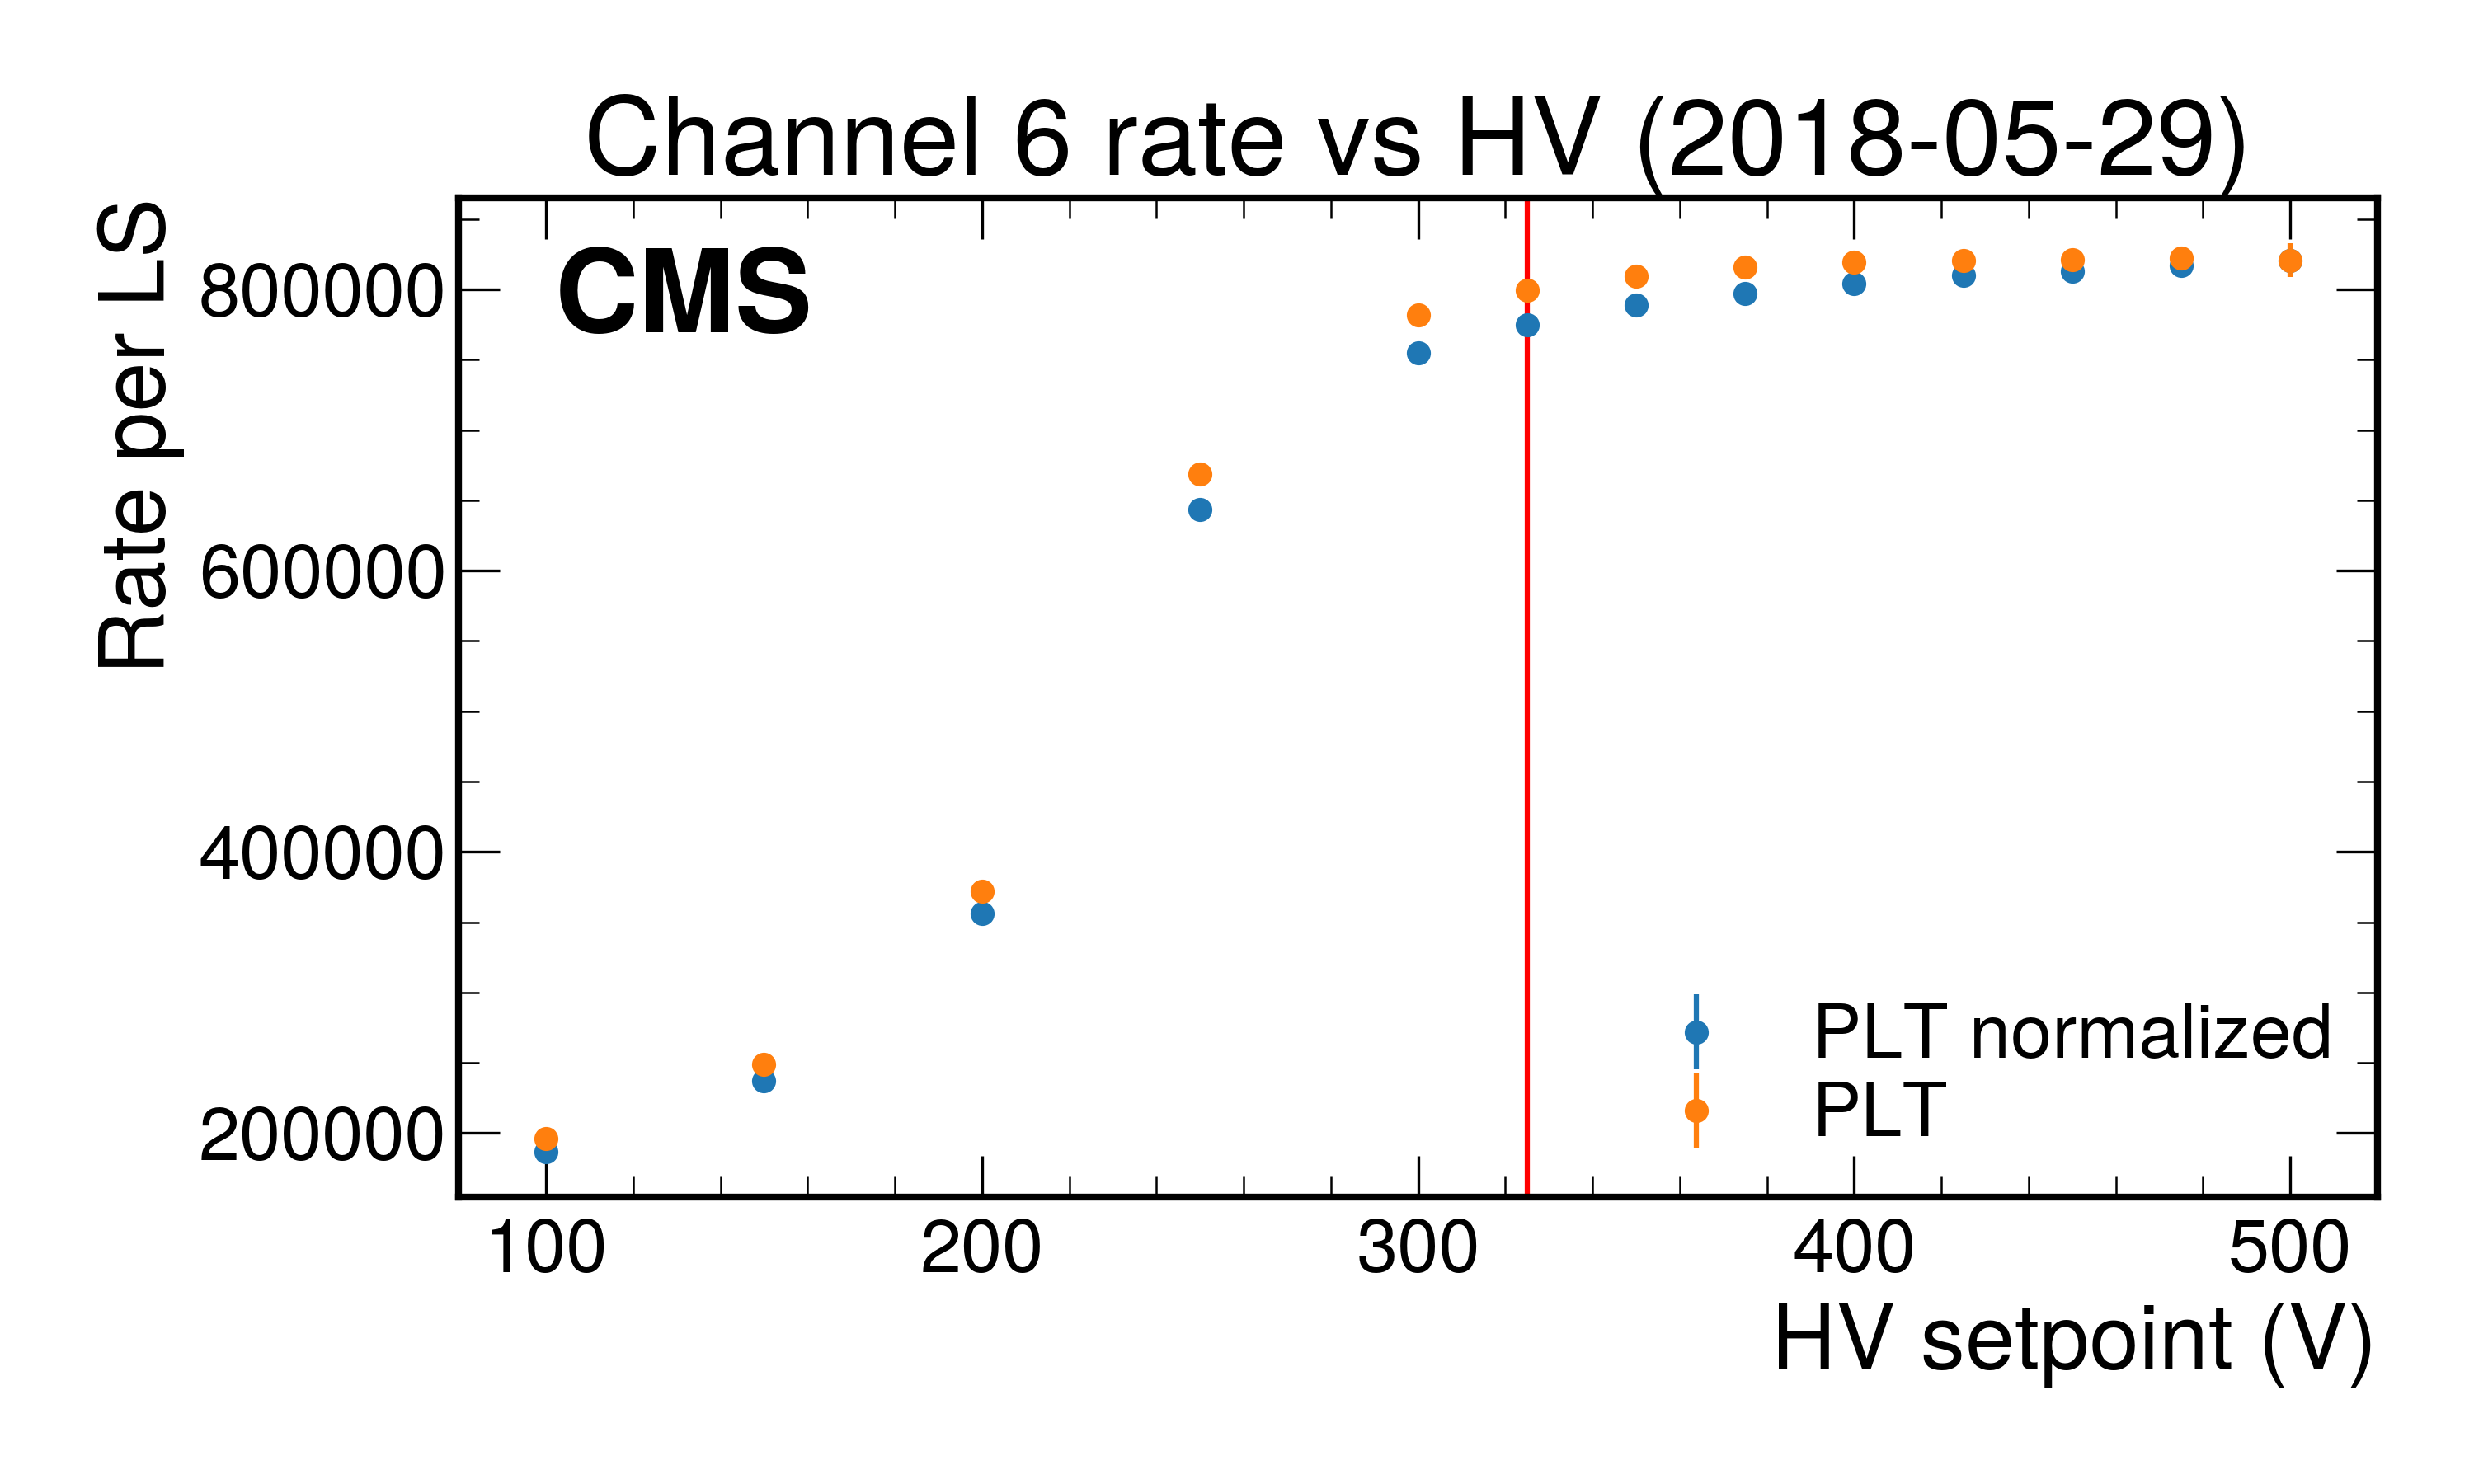 Channel 6 rate vs HV (2018-05-29)
CMS
Rate per LS
800000
600000
400000
200000
PLT normalized
PLT
100 200 300 400 500
HV setpoint (V)